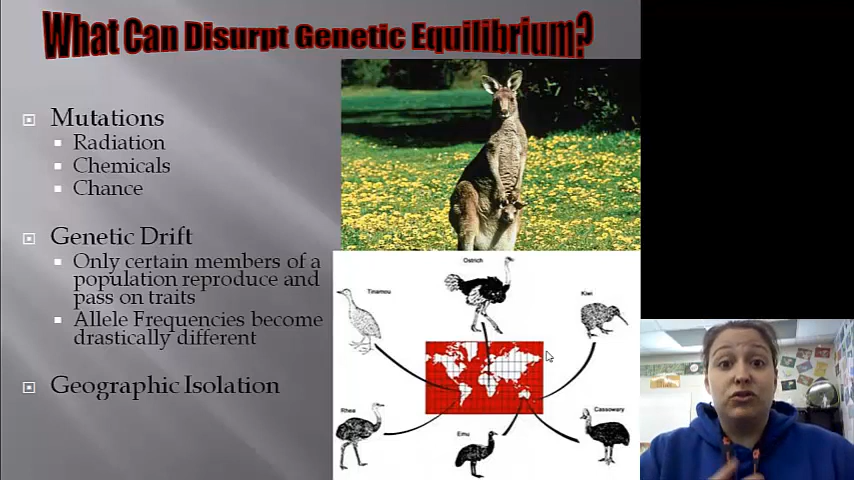 What Can Disurpt Genetic Equilibrium?
Mutations
Radiation
Chemicals
Chance
Genetic Drift
Only certain members of a
population reproduce and
pass on traits
Allele Frequencies become
drastically different
Geographic Isolation
Ostrich
Tinamou
Kiwi
Rhea
Emu
Cassowary